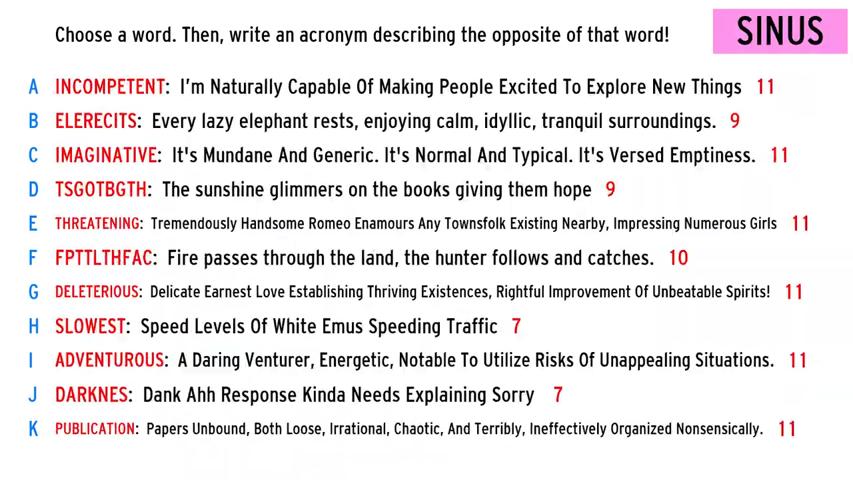 Choose a word. Then, write an acronym describing the opposite of that word!
SINUS
A INCOMPETENT: I'm Naturally Capable Of Making People Excited To Explore New Things 11
B ELERECITS: Every lazy elephant rests, enjoying calm, idyllic, tranquil surroundings. 9
C IMAGINATIVE: It's Mundane And Generic. It's Normal And Typical. It's Versed Emptiness. 11
D TSGOTBGTH: The sunshine glimmers on the books giving them hope 9
E THREATENING: Tremendously Handsome Romeo Enamours Any Townsfolk Existing Nearby, Impressing Numerous Girls 11
F FPTTLTHFAC: Fire passes through the land, the hunter follows and catches. 10
G DELETERIOUS: Delicate Earnest Love Establishing Thriving Existences, Rightful Improvement Of Unbeatable Spirits! 11
H SLOWEST: Speed Levels Of White Emus Speeding Traffic 7
I ADVENTUROUS: A Daring Venturer, Energetic, Notable To Utilize Risks Of Unappealing Situations. 11
J DARKNES: Dank Ahh Response Kinda Needs Explaining Sorry 7
K PUBLICATION: Papers Unbound, Both Loose, Irrational, Chaotic, And Terribly, Ineffectively Organized Nonsensically. 11